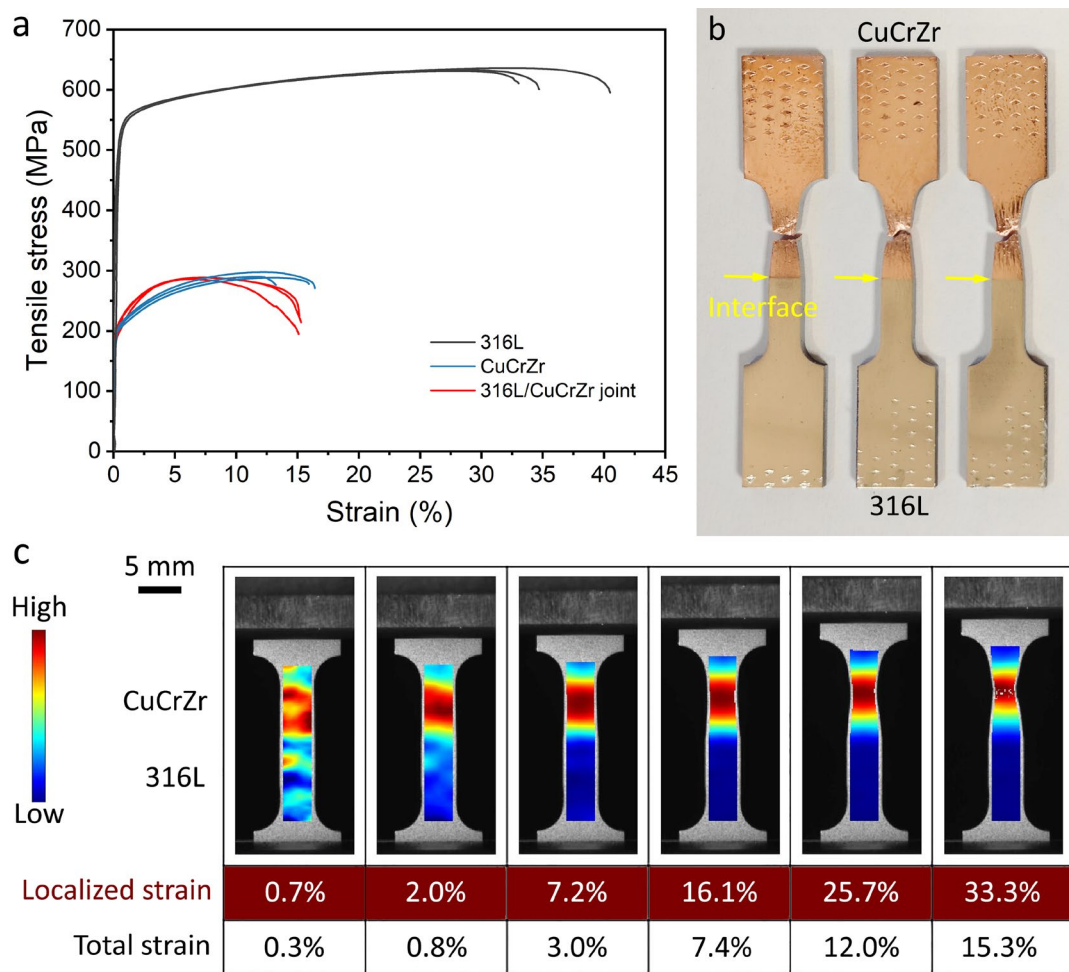 a
700
600
500
400
300
200
100
0
Tensile stress (MPa)
316L
CuCrZr
316L/CuCrZr joint
0 5 10 15 20 25 30 35 40 45
Strain (%)
b
CuCrZr
Interface
316L
c
5 mm
High
CuCrZr
316L
Low
Localized strain 0.7% 2.0% 7.2% 16.1% 25.7% 33.3%
Total strain 0.3% 0.8% 3.0% 7.4% 12.0% 15.3%